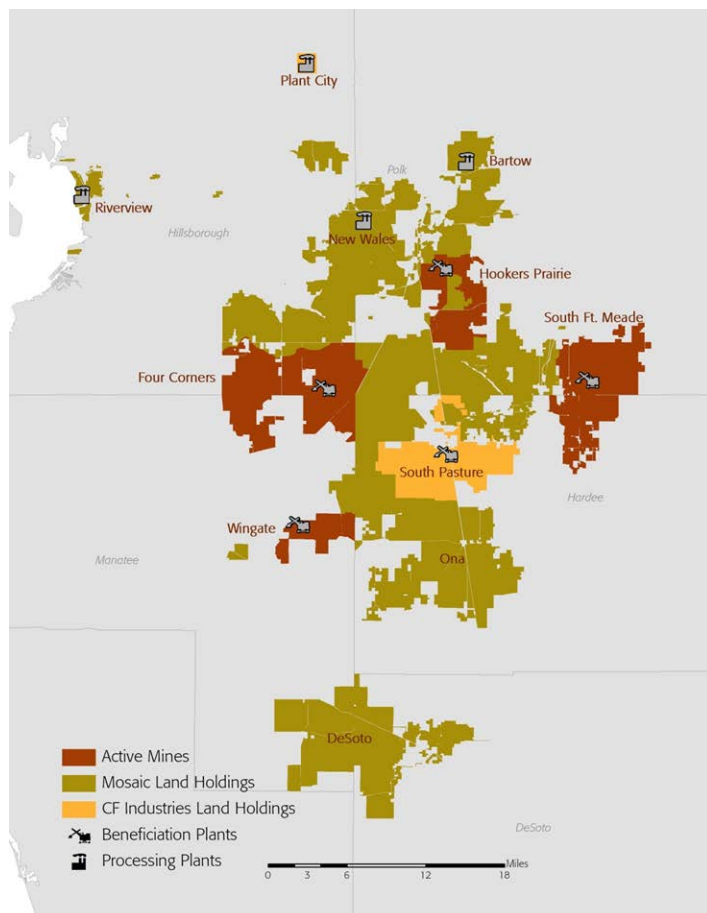 Plant City
Polk
Bartow
Riverview
Hillsborough
New Wales
Hookers Prairie
South Ft. Meade
Four Corners
South Pasture
Hardee
Wingate
Manatee
Ona
DeSoto
Active Mines
Mosaic Land Holdings
CF Industries Land Holdings
Beneficiation Plants
DeSoto
Processing Plants
Miles
0 3 6 12 18